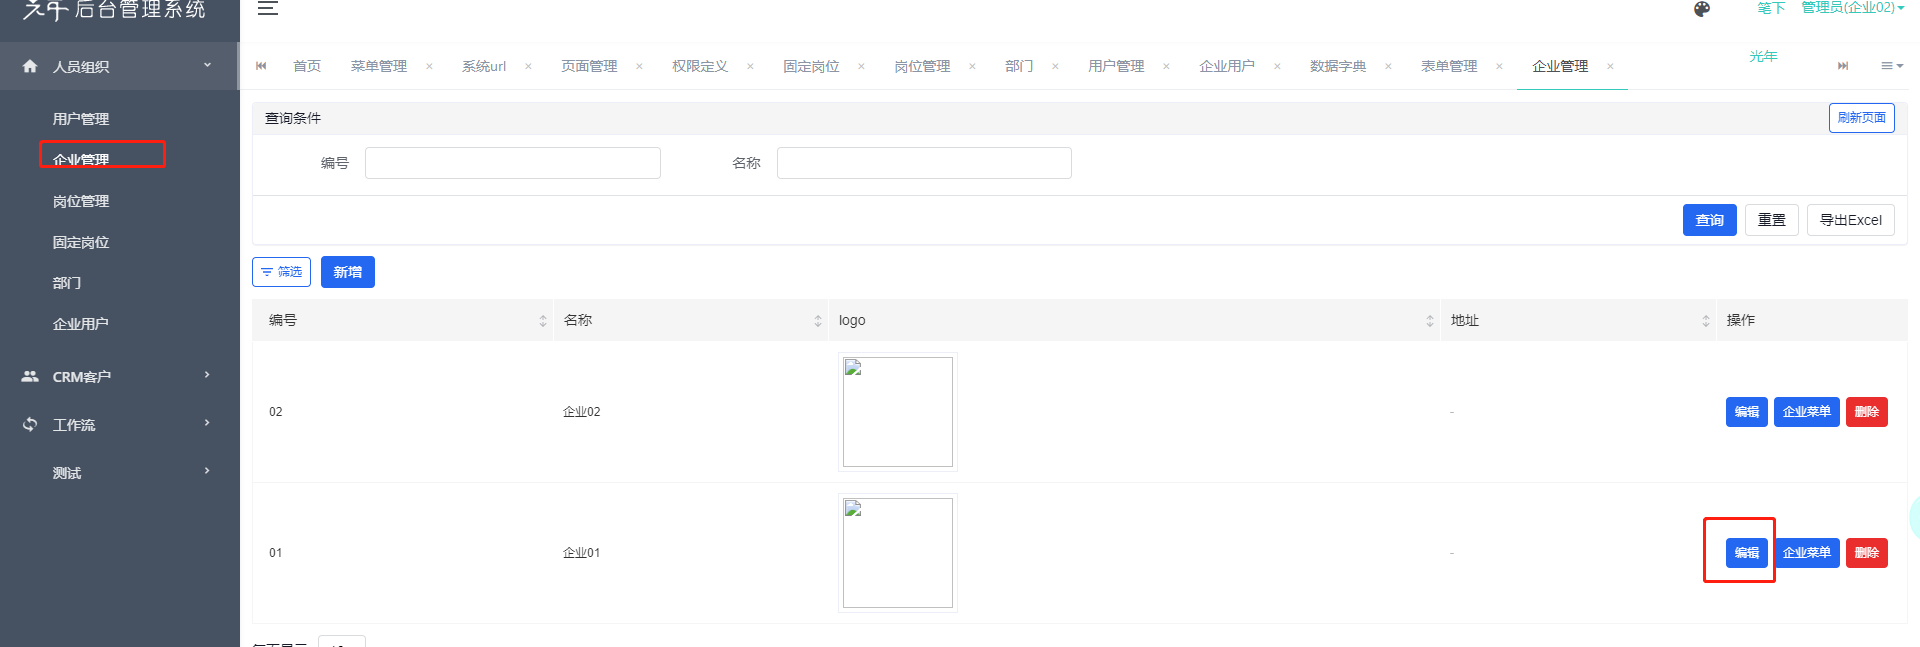 后台管理系统
笔下 管理员(企业02)
人员组织
首页 菜单管理 × 系统url × 页面管理 × 权限定义 × 固定岗位 × 岗位管理 × 部门 × 用户管理 × 企业用户 × 数据字典 × 表单管理 × 企业管理 ×
光年
查询条件
刷新页面
用户管理
企业管理
编号
名称
岗位管理
固定岗位
查询 重置 导出Excel
部门
筛选 新增
企业用户
编号 名称 logo 地址 操作
CRM客户
工作流
测试
02 企业02 - 编辑 企业菜单 删除
01 企业01 - 编辑 企业菜单 删除